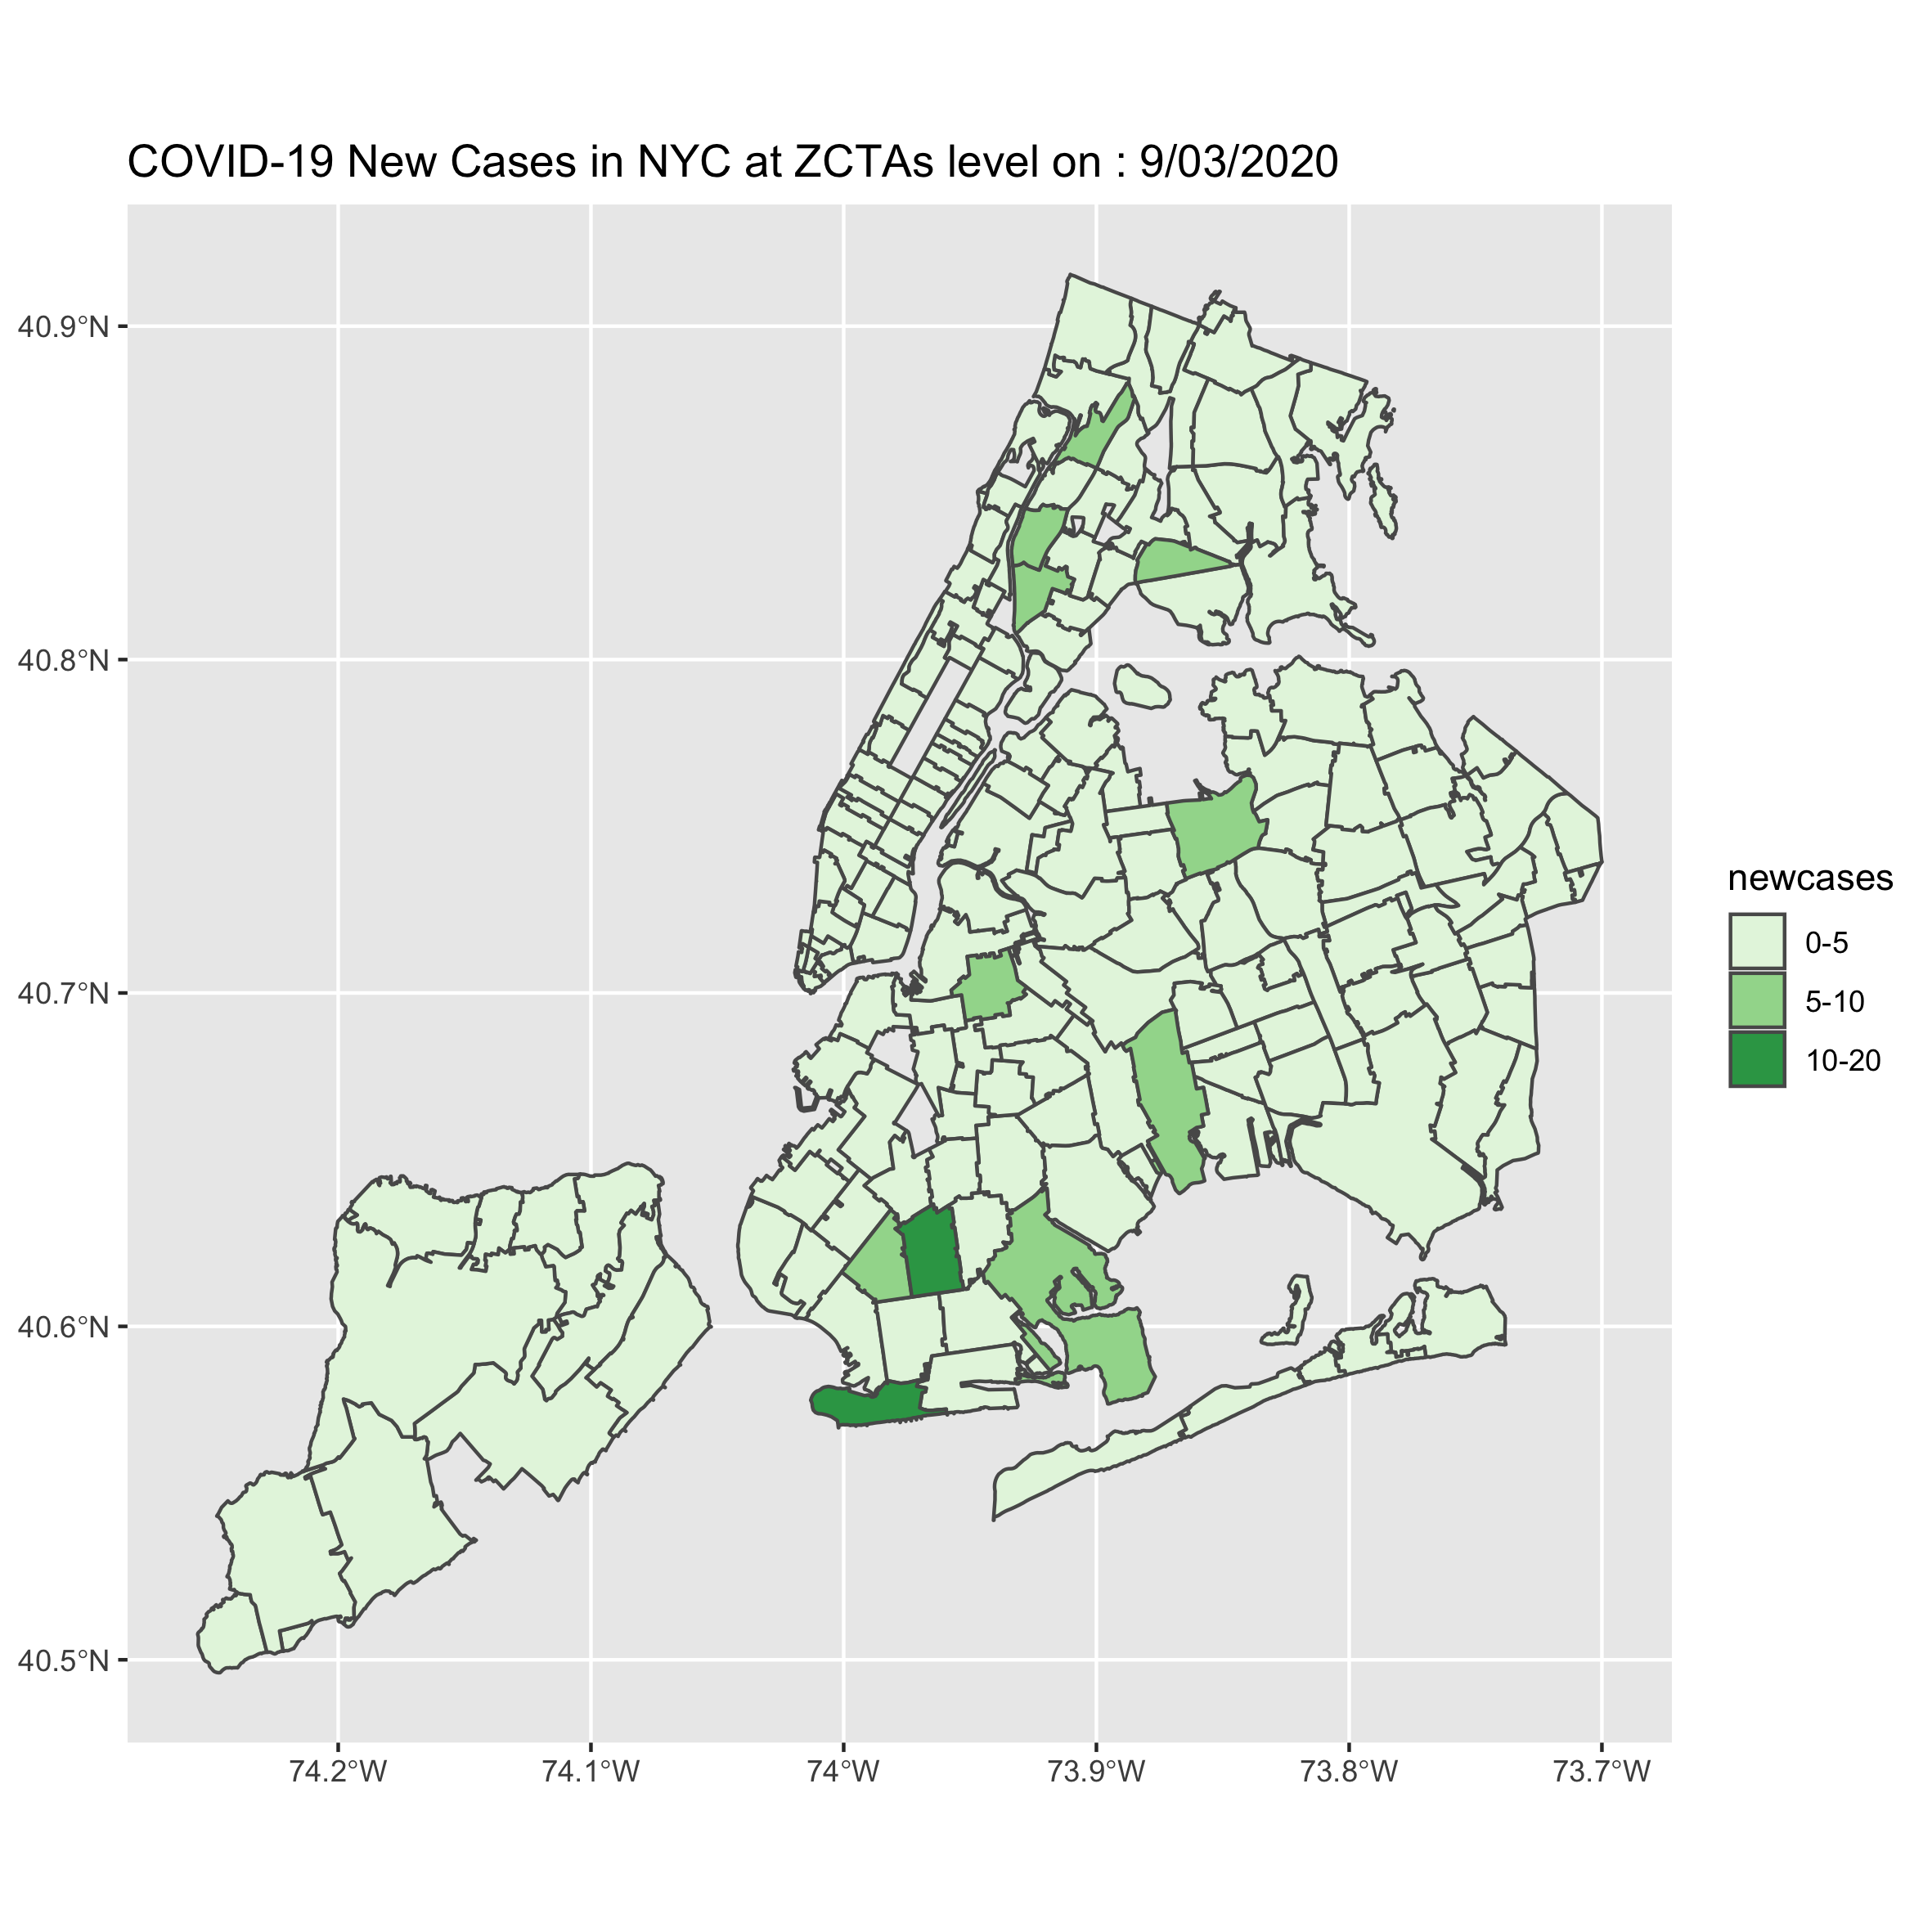 COVID-19 New Cases in NYC at ZCTAs level on : 9/03/2020
40.9°N
40.8°N
40.7°N
40.6°N
40.5°N
74.2°W
74.1°W
74°W
73.9°W
73.8°W
73.7°W
newcases
0-5
5-10
10-20